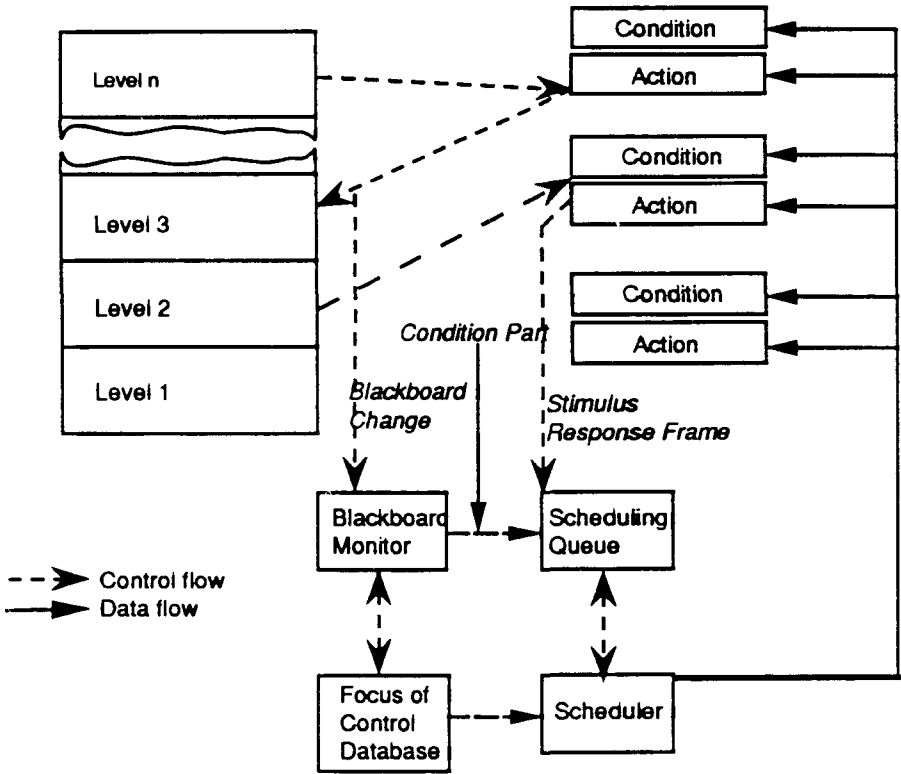 Level n
Level 3
Level 2
Level 1
Condition
Action
Condition
Action
Condition
Action
Condition Part
Blackboard
Change
Stimulus
Response Frame
Blackboard
Monitor
Scheduling
Queue
Control flow
Data flow
Focus of
Control
Database
Scheduler